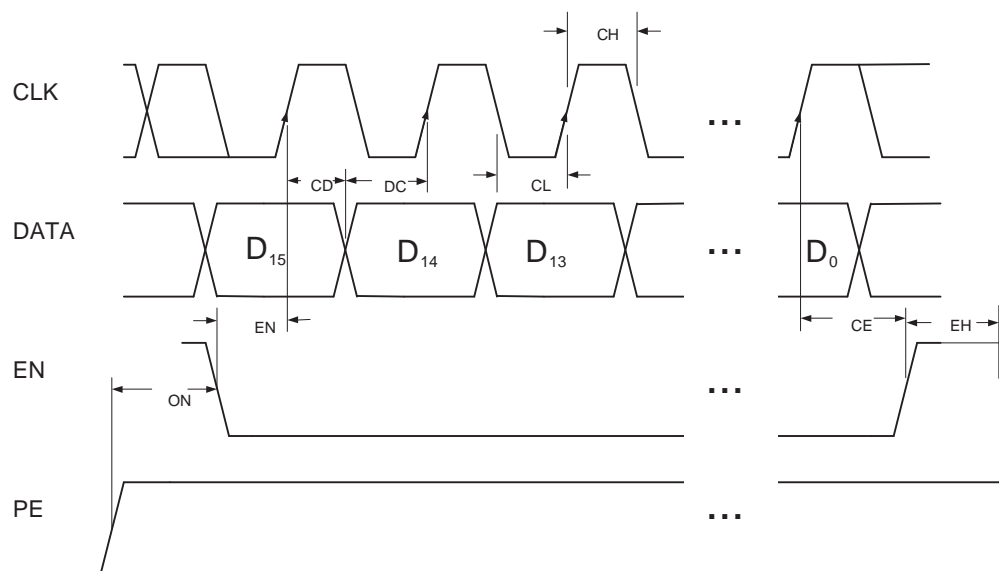 CH
CLK
...
CD DC CL
DATA
D15 D14 D13 ... D0
EN CE EH
EN
...
ON
PE
...